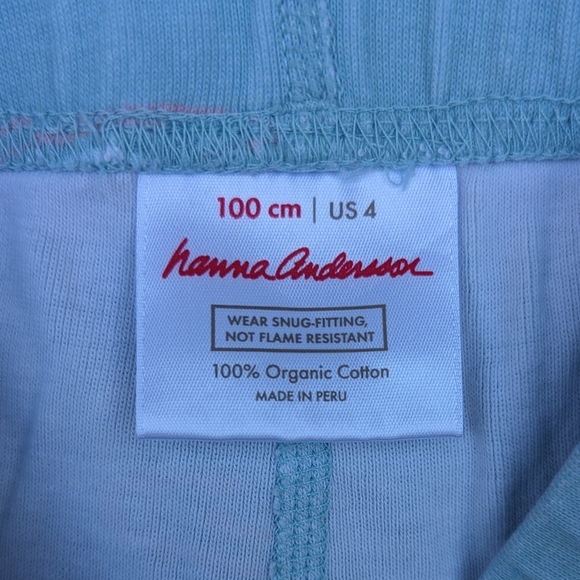 100 cm | US 4
hanna Andersson
WEAR SNUG-FITTING,
NOT FLAME RESISTANT
100% Organic Cotton
MADE IN PERU